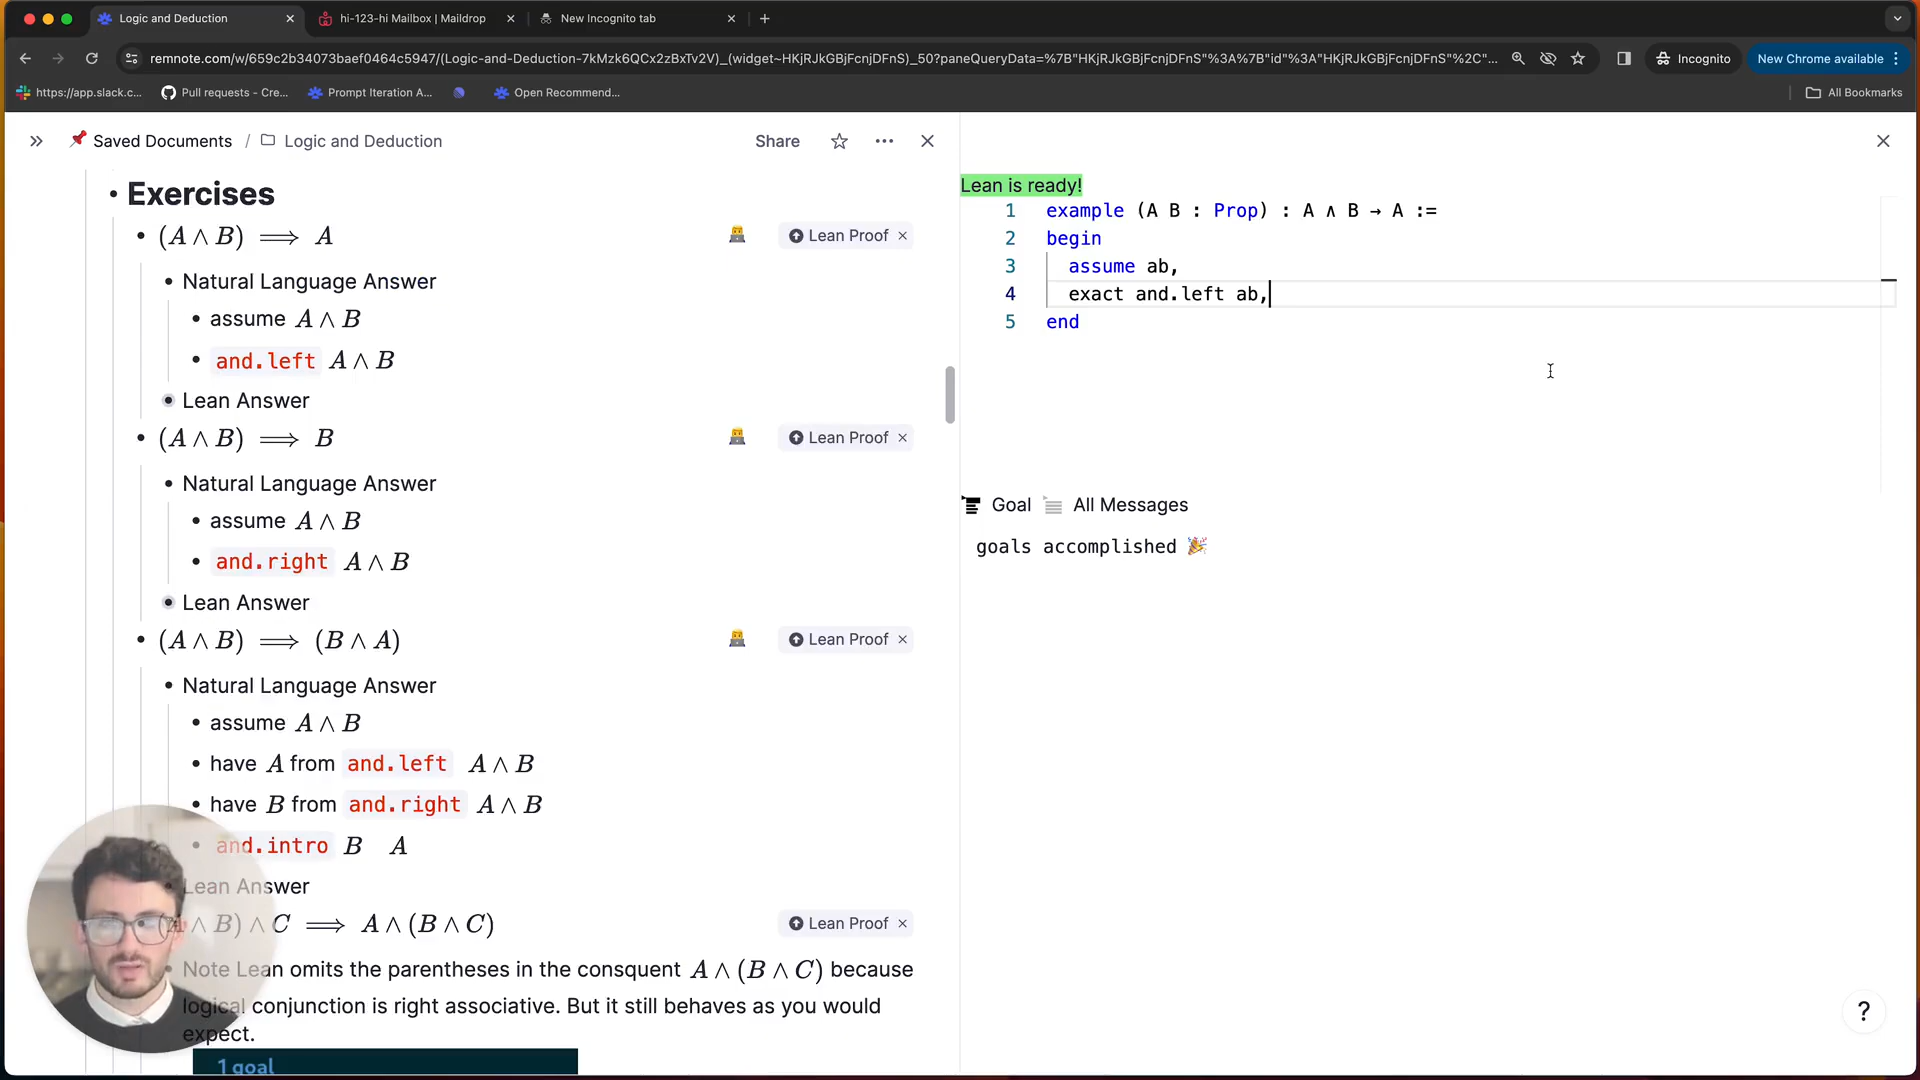 Logic and Deduction
hi-123-hi Mailbox | Maildrop
New Incognito tab
remnote.com/w/659c2b34073baef0464c5947/(Logic-and-Deduction-7kMzk6QCx2zBxTv2V)_(widget~HKjRJkGBjFcnjDFnS)_50?paneQueryData=%7B"HKjRJkGBjFcnjDFnS"%3A%7B"id"%3A"HKjRJkGBjFcnjDFnS"%2C"...
Incognito
New Chrome available
https://app.slack.c...
Pull requests - Cre...
Prompt Iteration A...
Open Recommend...
All Bookmarks
Saved Documents / Logic and Deduction
Share
Exercises
(A ∧ B) ⟹ A
Lean Proof ×
Natural Language Answer
assume A ∧ B
and.left A ∧ B
Lean Answer
(A ∧ B) ⟹ B
Lean Proof ×
Natural Language Answer
assume A ∧ B
and.right A ∧ B
Lean Answer
(A ∧ B) ⟹ (B ∧ A)
Lean Proof ×
Natural Language Answer
assume A ∧ B
have A from and.left A ∧ B
have B from and.right A ∧ B
and.intro B A
Lean Answer
(A ∧ B) ∧ C ⟹ A ∧ (B ∧ C)
Lean Proof ×
Note Lean omits the parentheses in the consquent A ∧ (B ∧ C) because
logical conjunction is right associative. But it still behaves as you would
expect.
1 goal
Lean is ready!
1 example (A B : Prop) : A ∧ B → A :=
2 begin
3 assume ab,
4 exact and.left ab,
5 end
Goal
All Messages
goals accomplished 🎉
?